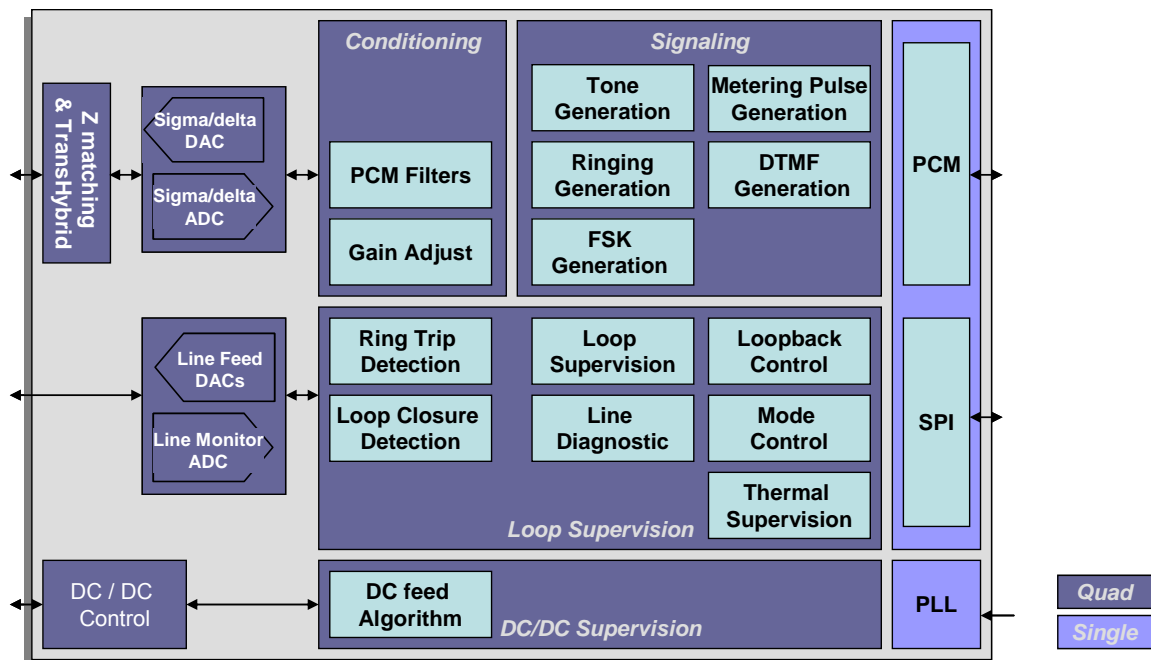 Conditioning
Signaling
Z matching
& TransHybrid
Sigma/delta
DAC
Sigma/delta
ADC
PCM Filters
Gain Adjust
Tone
Generation
Metering Pulse
Generation
Ringing
Generation
DTMF
Generation
FSK
Generation
PCM
Line Feed
DACs
Line Monitor
ADC
Ring Trip
Detection
Loop
Supervision
Loopback
Control
Loop Closure
Detection
Line
Diagnostic
Mode
Control
Thermal
Supervision
Loop Supervision
SPI
DC / DC
Control
DC feed
Algorithm
DC/DC Supervision
PLL
Quad
Single